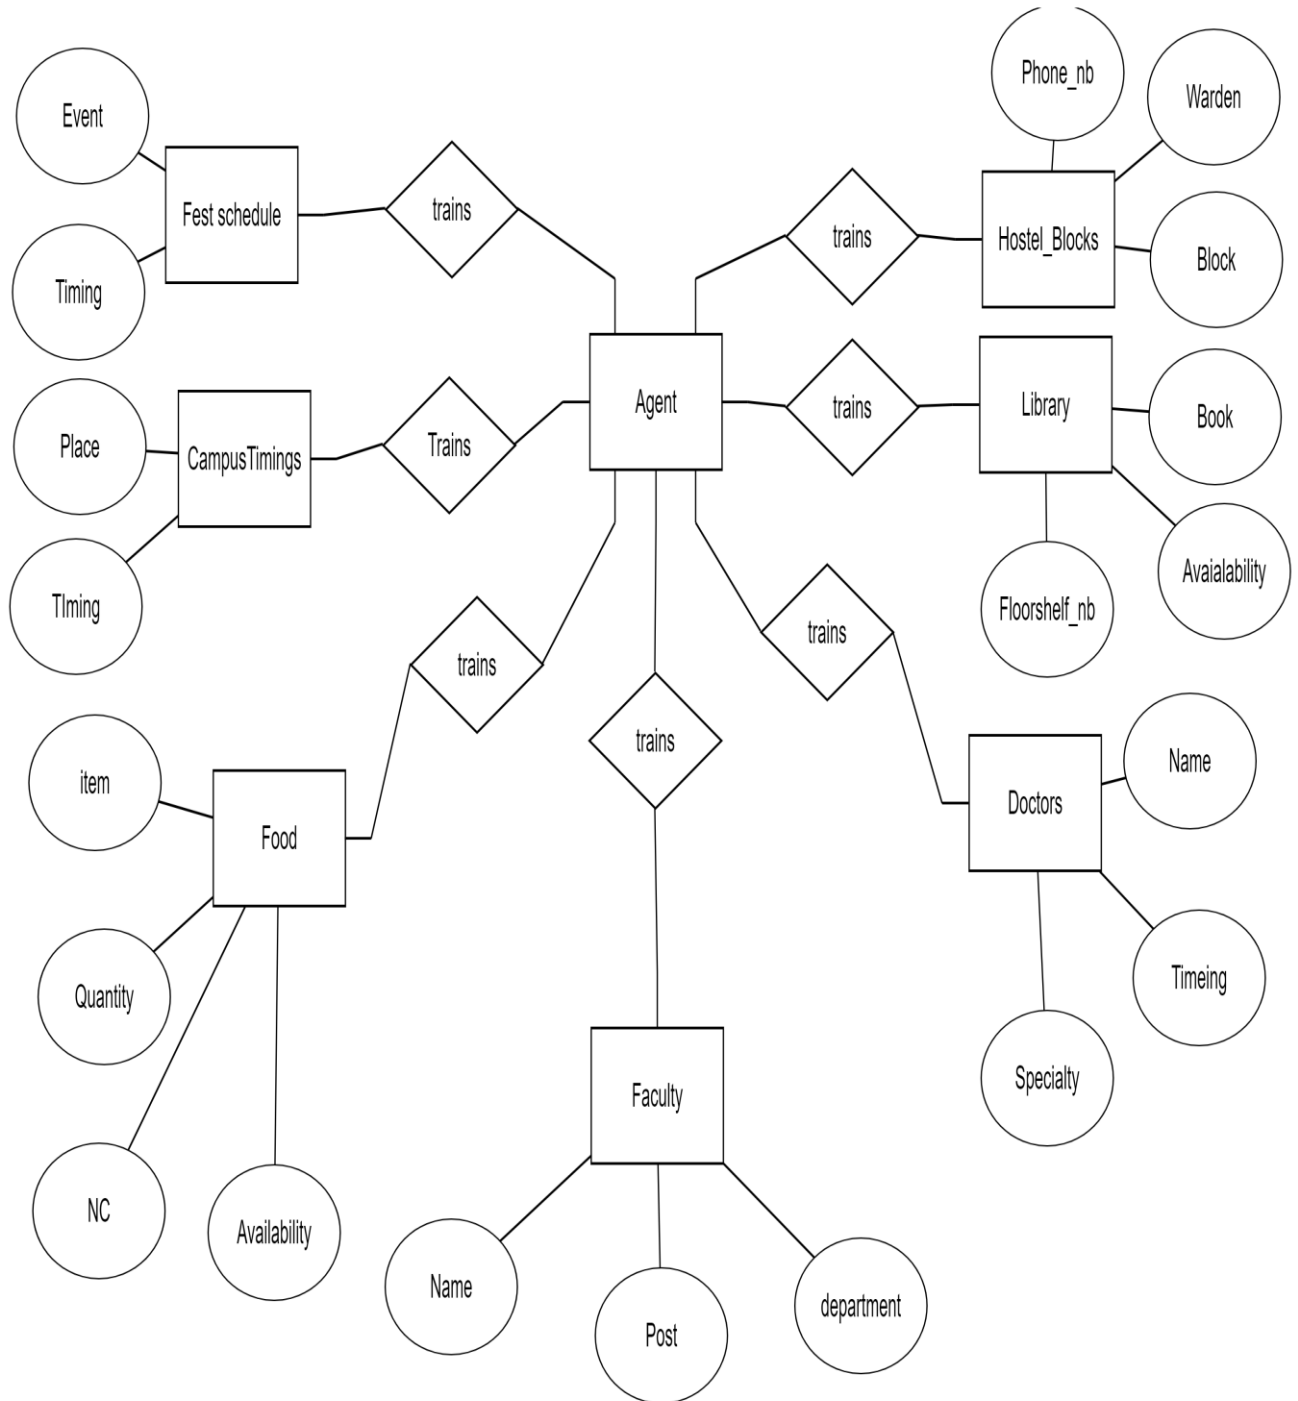 Phone_nb
Warden
Event
Fest schedule
trains
trains
Hostel_Blocks
Block
Timing
Agent
trains
Library
Book
Place
CampusTimings
Trains
TIming
Floorshelf_nb
Avaialability
trains
trains
trains
item
Food
Doctors
Name
Quantity
Timeing
Specialty
Faculty
NC
Availability
Name
Post
department